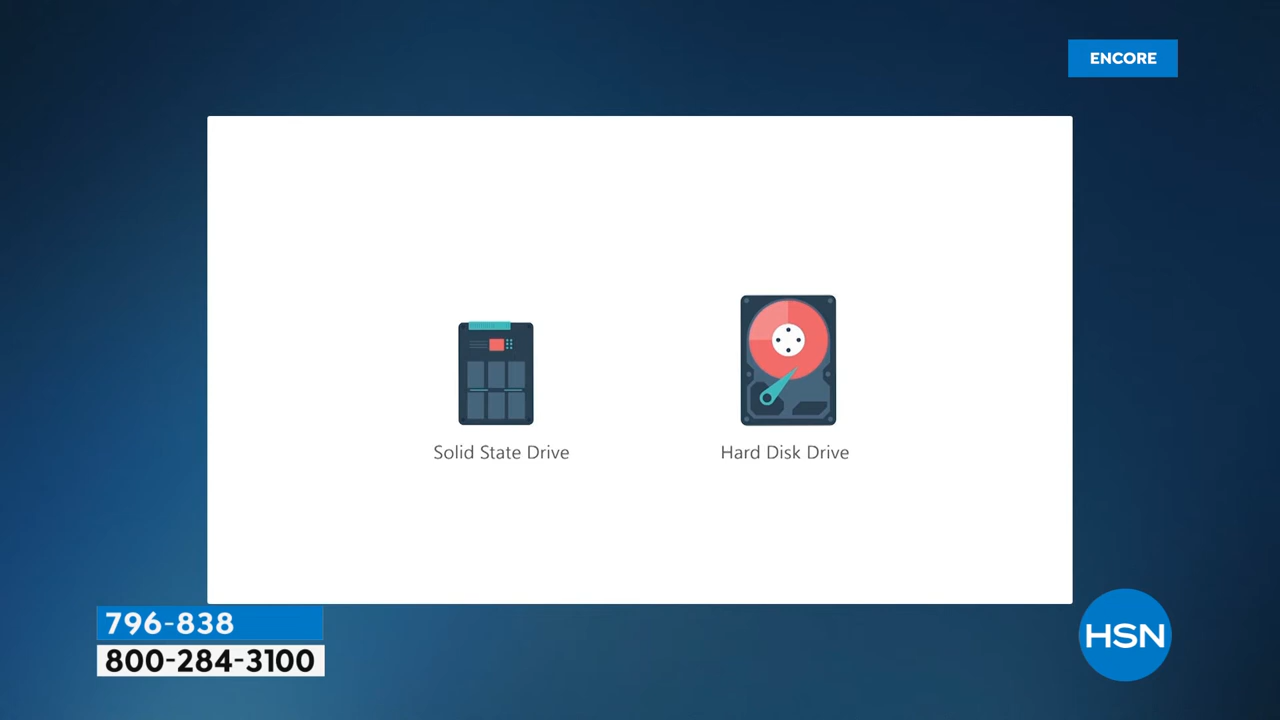 ENCORE
Solid State Drive
Hard Disk Drive
796-838
800-284-3100
HSN